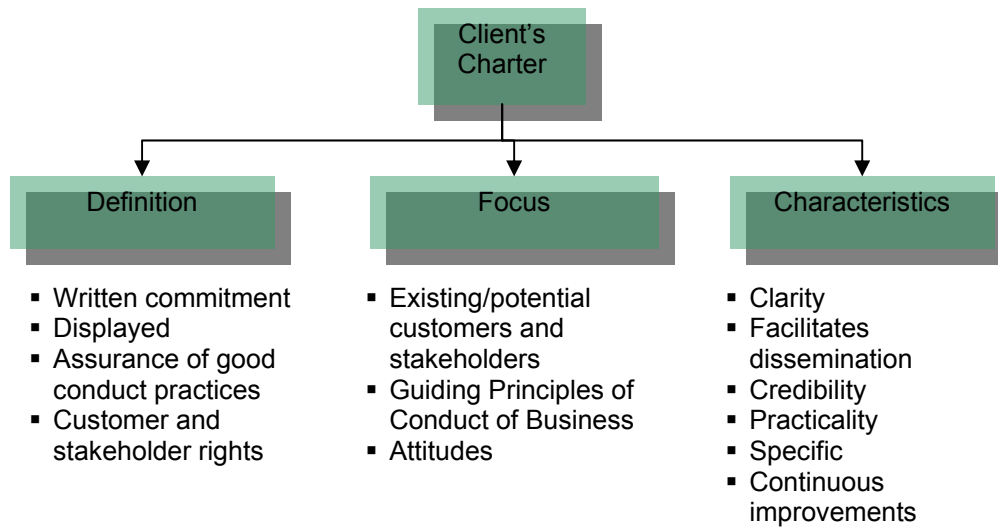 Client's
Charter
Definition
Focus
Characteristics
▪ Written commitment
▪ Displayed
▪ Assurance of good
conduct practices
▪ Customer and
stakeholder rights
▪ Existing/potential
customers and
stakeholders
▪ Guiding Principles of
Conduct of Business
▪ Attitudes
▪ Clarity
▪ Facilitates
dissemination
▪ Credibility
▪ Practicality
▪ Specific
▪ Continuous
improvements